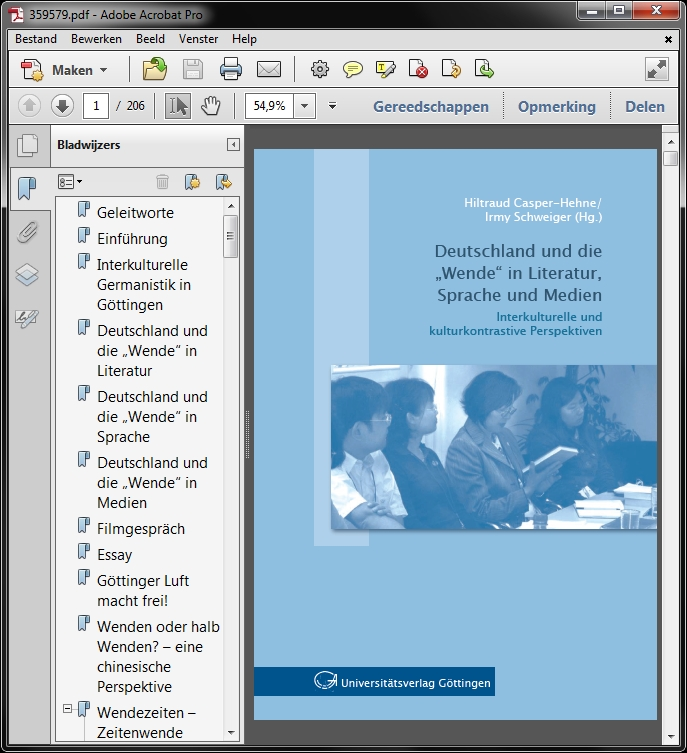 359579.pdf - Adobe Acrobat Pro
Bestand Bewerken Beeld Venster Help
Maken
1 / 206 54,9% Gereedschappen Opmerking Delen
Bladwijzers
Geleitworte
Einführung
Interkulturelle
Germanistik in
Göttingen
Deutschland und
die „Wende“ in
Literatur
Deutschland und
die „Wende“ in
Sprache
Deutschland und
die „Wende“ in
Medien
Filmgespräch
Essay
Göttinger Luft
macht frei!
Wenden oder halb
Wenden? – eine
chinesische
Perspektive
Wendezeiten –
Zeitenwende
Hiltraud Casper-Hehne/
Irmy Schweiger (Hg.)
Deutschland und die
„Wende“ in Literatur,
Sprache und Medien
Interkulturelle und
kulturkontrastive Perspektiven
Universitätsverlag Göttingen